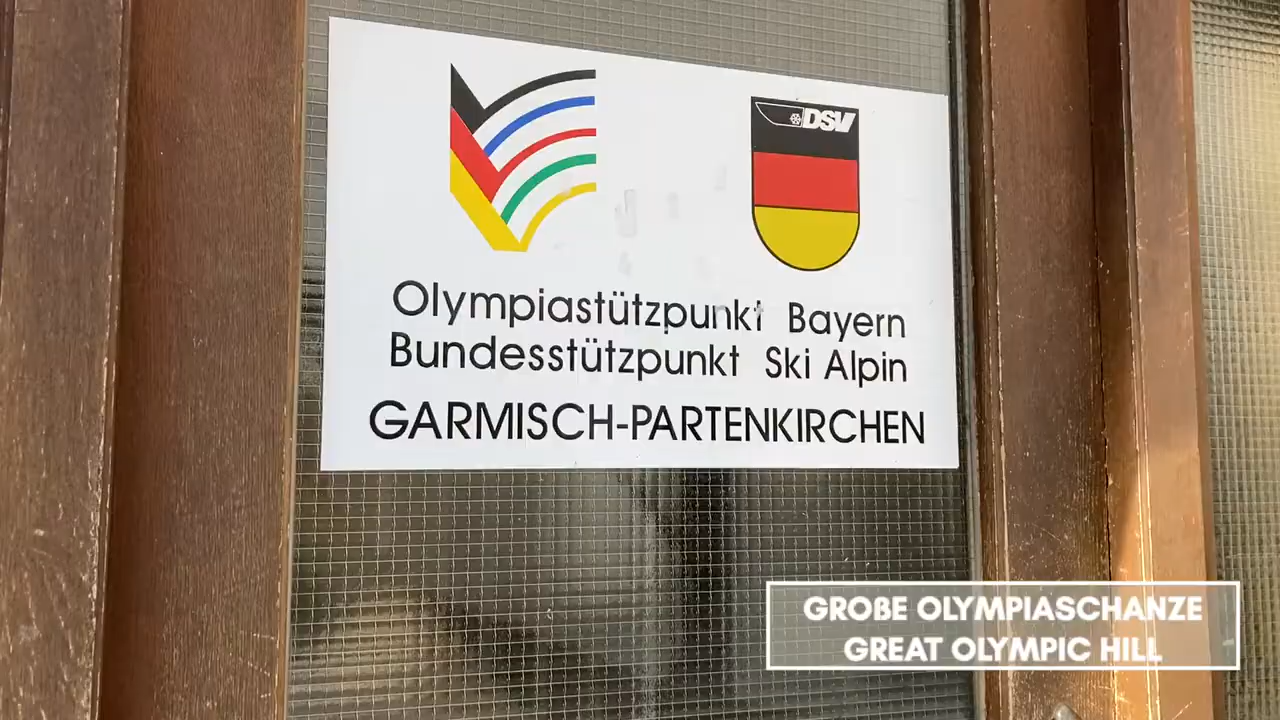 DSV
Olympiastützpunkt Bayern
Bundesstützpunkt Ski Alpin
GARMISCH-PARTENKIRCHEN
GROßE OLYMPIASCHANZE
GREAT OLYMPIC HILL